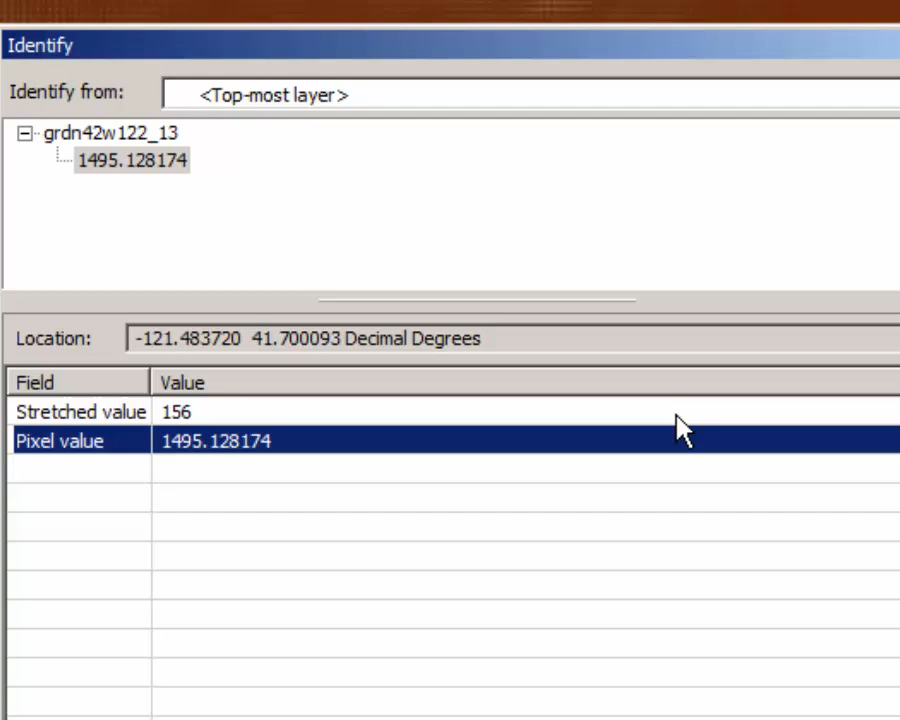 Identify
Identify from: <Top-most layer>
grdn42w122_13
1495.128174
Location: -121.483720 41.700093 Decimal Degrees
Field Value
Stretched value 156
Pixel value 1495.128174